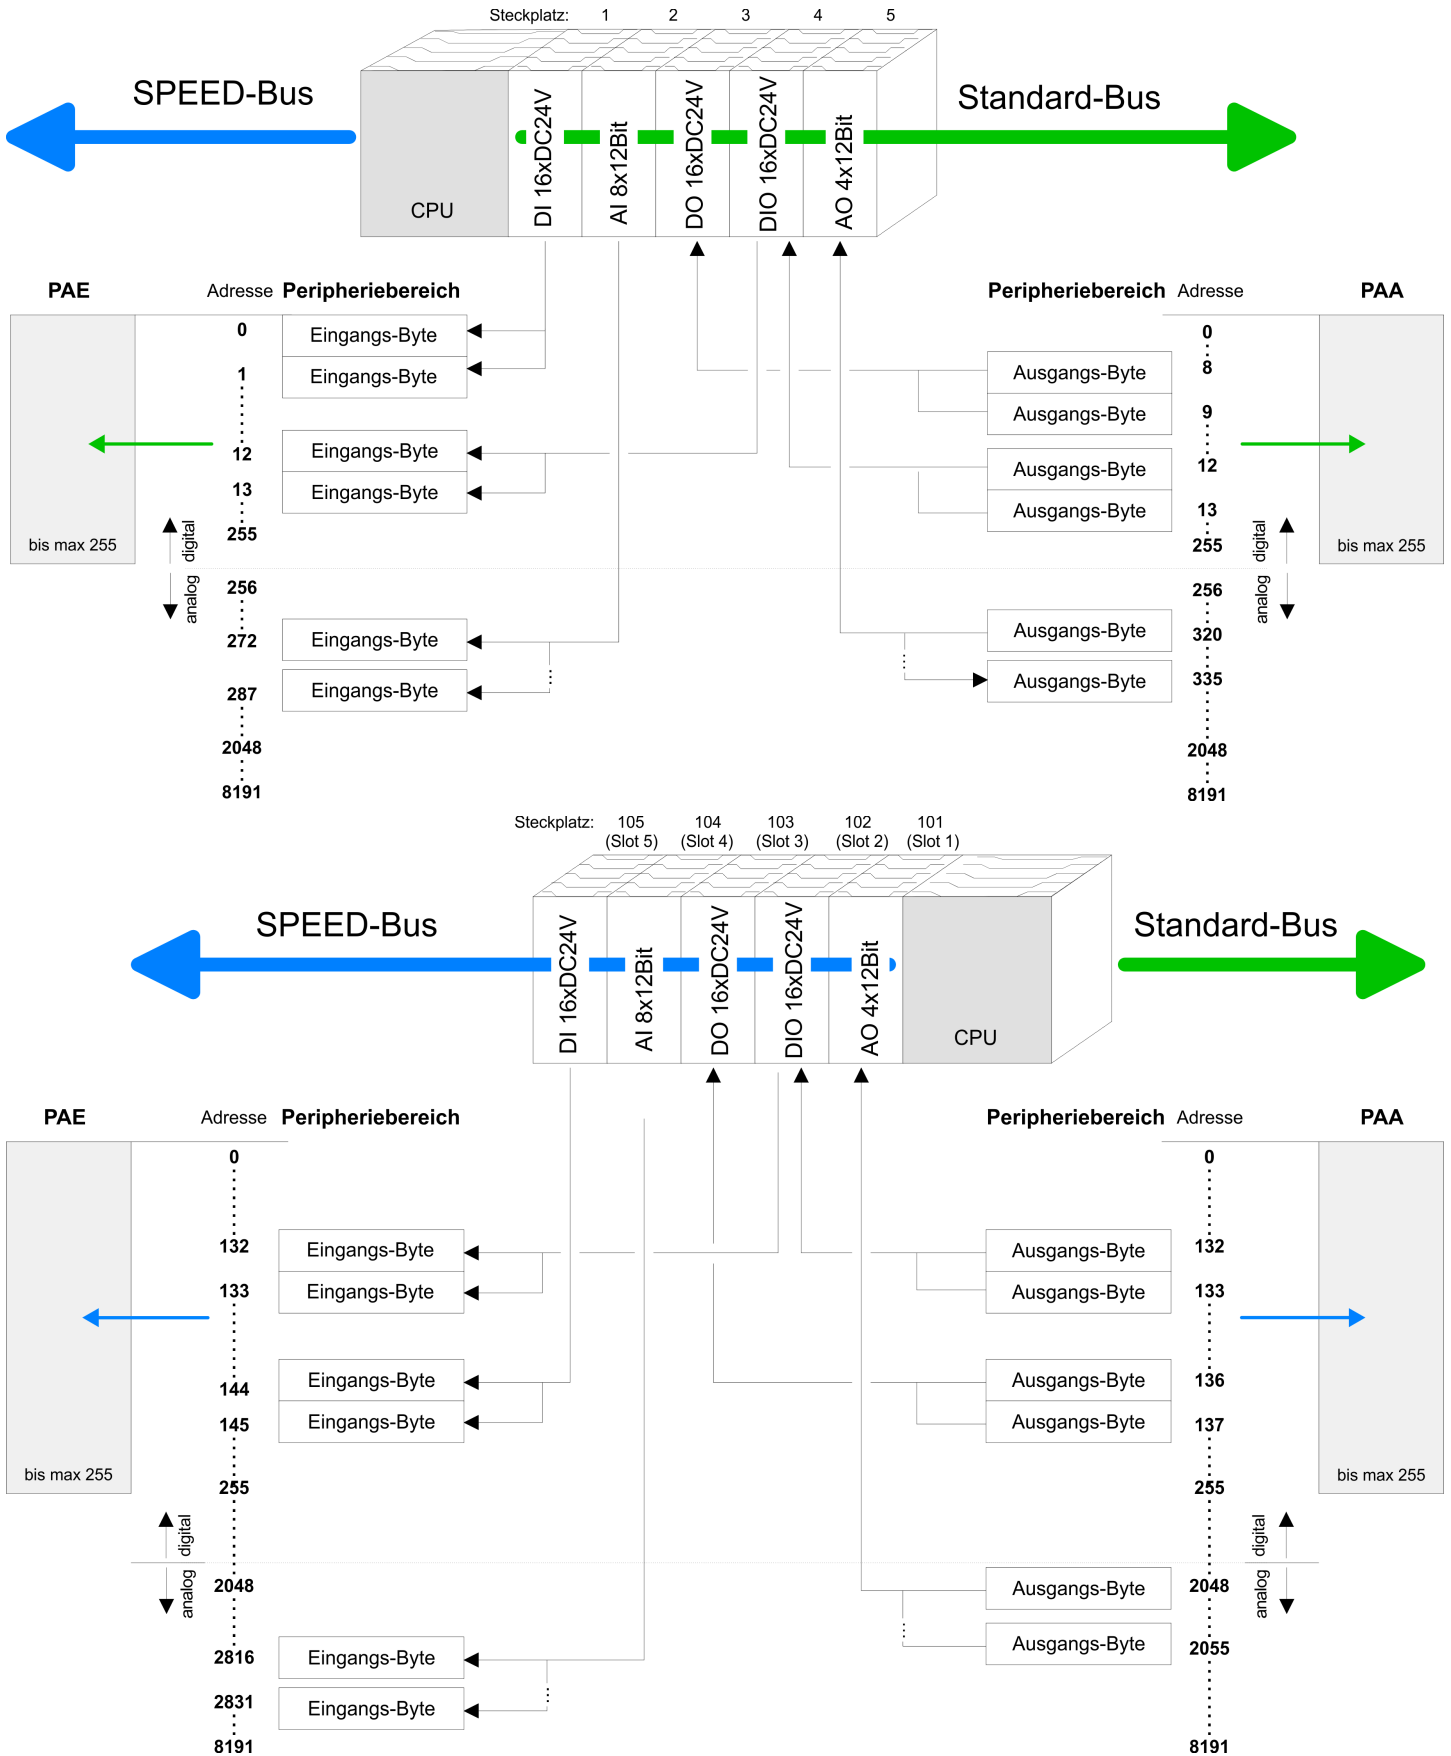 Steckplatz: 1 2 3 4 5
SPEED-Bus
Standard-Bus
CPU
DI 16xDC24V
AI 8x12Bit
DO 16xDC24V
DIO 16xDC24V
AO 4x12Bit
PAE Adresse Peripheriebereich
Peripheriebereich Adresse PAA
0 Eingangs-Byte
1 Eingangs-Byte
12 Eingangs-Byte
13 Eingangs-Byte
255
bis max 255
digital
analog
256
272 Eingangs-Byte
287 Eingangs-Byte
2048
8191
0
Ausgangs-Byte 8
Ausgangs-Byte 9
Ausgangs-Byte 12
Ausgangs-Byte 13
255
bis max 255
digital
analog
256
Ausgangs-Byte 320
Ausgangs-Byte 335
2048
8191
Steckplatz: 105 104 103 102 101
(Slot 5) (Slot 4) (Slot 3) (Slot 2) (Slot 1)
SPEED-Bus
Standard-Bus
DI 16xDC24V
AI 8x12Bit
DO 16xDC24V
DIO 16xDC24V
AO 4x12Bit
CPU
PAE Adresse Peripheriebereich
Peripheriebereich Adresse PAA
0
132 Eingangs-Byte
133 Eingangs-Byte
144 Eingangs-Byte
145 Eingangs-Byte
bis max 255
255
digital
analog
2048
2816 Eingangs-Byte
2831 Eingangs-Byte
8191
0
Ausgangs-Byte 132
Ausgangs-Byte 133
Ausgangs-Byte 136
Ausgangs-Byte 137
bis max 255
255
digital
analog
Ausgangs-Byte 2048
Ausgangs-Byte 2055
8191